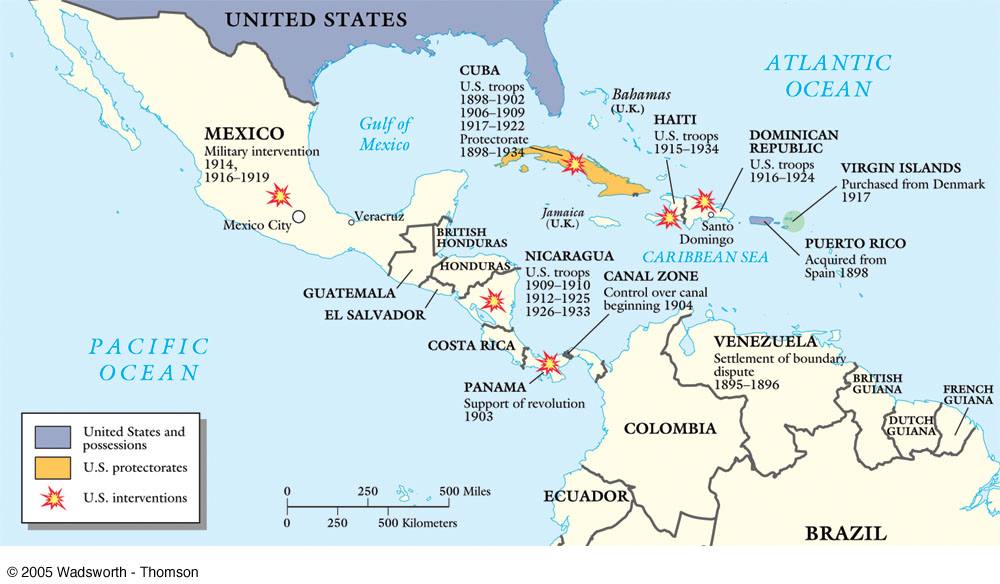 UNITED STATES
ATLANTIC
OCEAN
CUBA
U.S. troops
1898–1902
1906–1909
1917–1922
Protectorate
1898–1934
Bahamas
(U.K.)
Gulf of
Mexico
HAITI
U.S. troops
1915–1934
DOMINICAN
REPUBLIC
U.S. troops
1916–1924
MEXICO
Military intervention
1914,
1916–1919
VIRGIN ISLANDS
Purchased from Denmark
1917
Mexico City
Veracruz
Jamaica
(U.K.)
Santo
Domingo
BRITISH
HONDURAS
PUERTO RICO
Acquired from
Spain 1898
CARIBBEAN SEA
HONDURAS
NICARAGUA
U.S. troops
1909–1910
1912–1925
1926–1933
CANAL ZONE
Control over canal
beginning 1904
GUATEMALA
EL SALVADOR
PACIFIC
OCEAN
COSTA RICA
VENEZUELA
Settlement of boundary
dispute
1895–1896
PANAMA
Support of revolution
1903
BRITISH
GUIANA
FRENCH
GUIANA
DUTCH
GUIANA
COLOMBIA
United States and
possessions
U.S. protectorates
U.S. interventions
0 250 500 Miles
0 250 500 Kilometers
ECUADOR
BRAZIL
© 2005 Wadsworth - Thomson